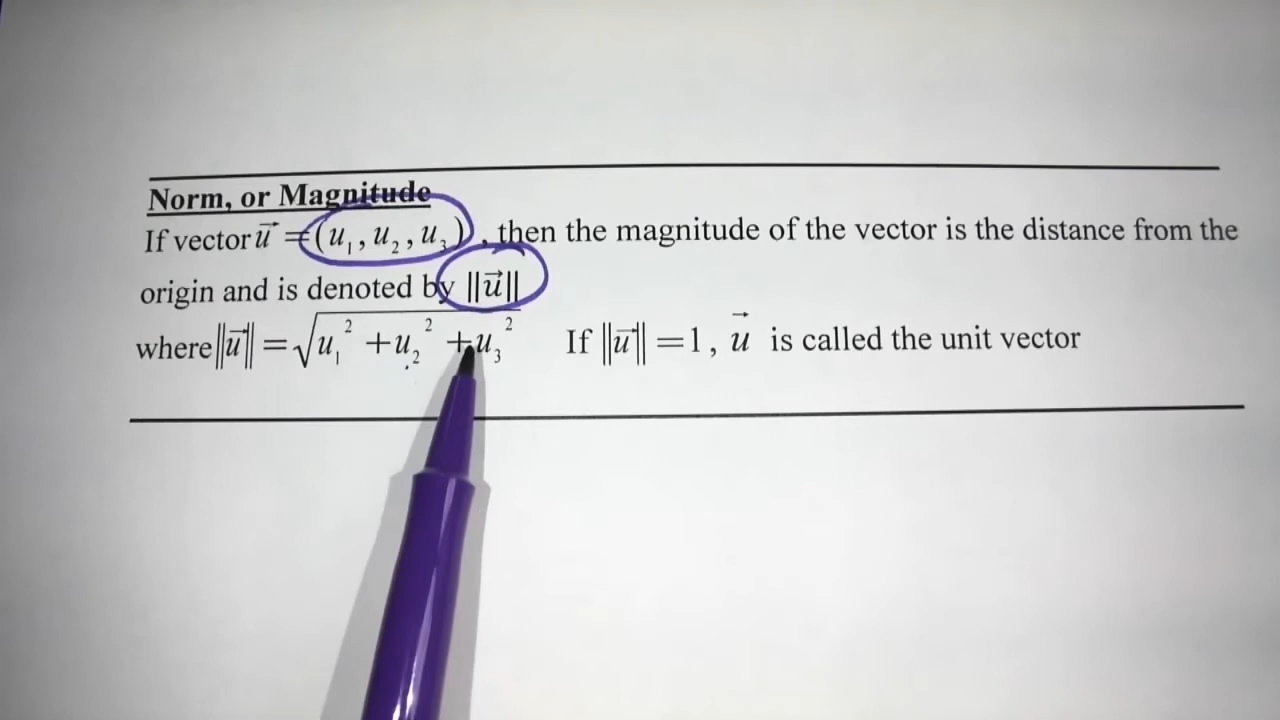 Norm, or Magnitude
If vector u⃗ = (u₁, u₂, u₃), then the magnitude of the vector is the distance from the
origin and is denoted by ||u⃗||
where ||u⃗|| = √(u₁² + u₂² + u₃²) If ||u⃗|| = 1, u⃗ is called the unit vector